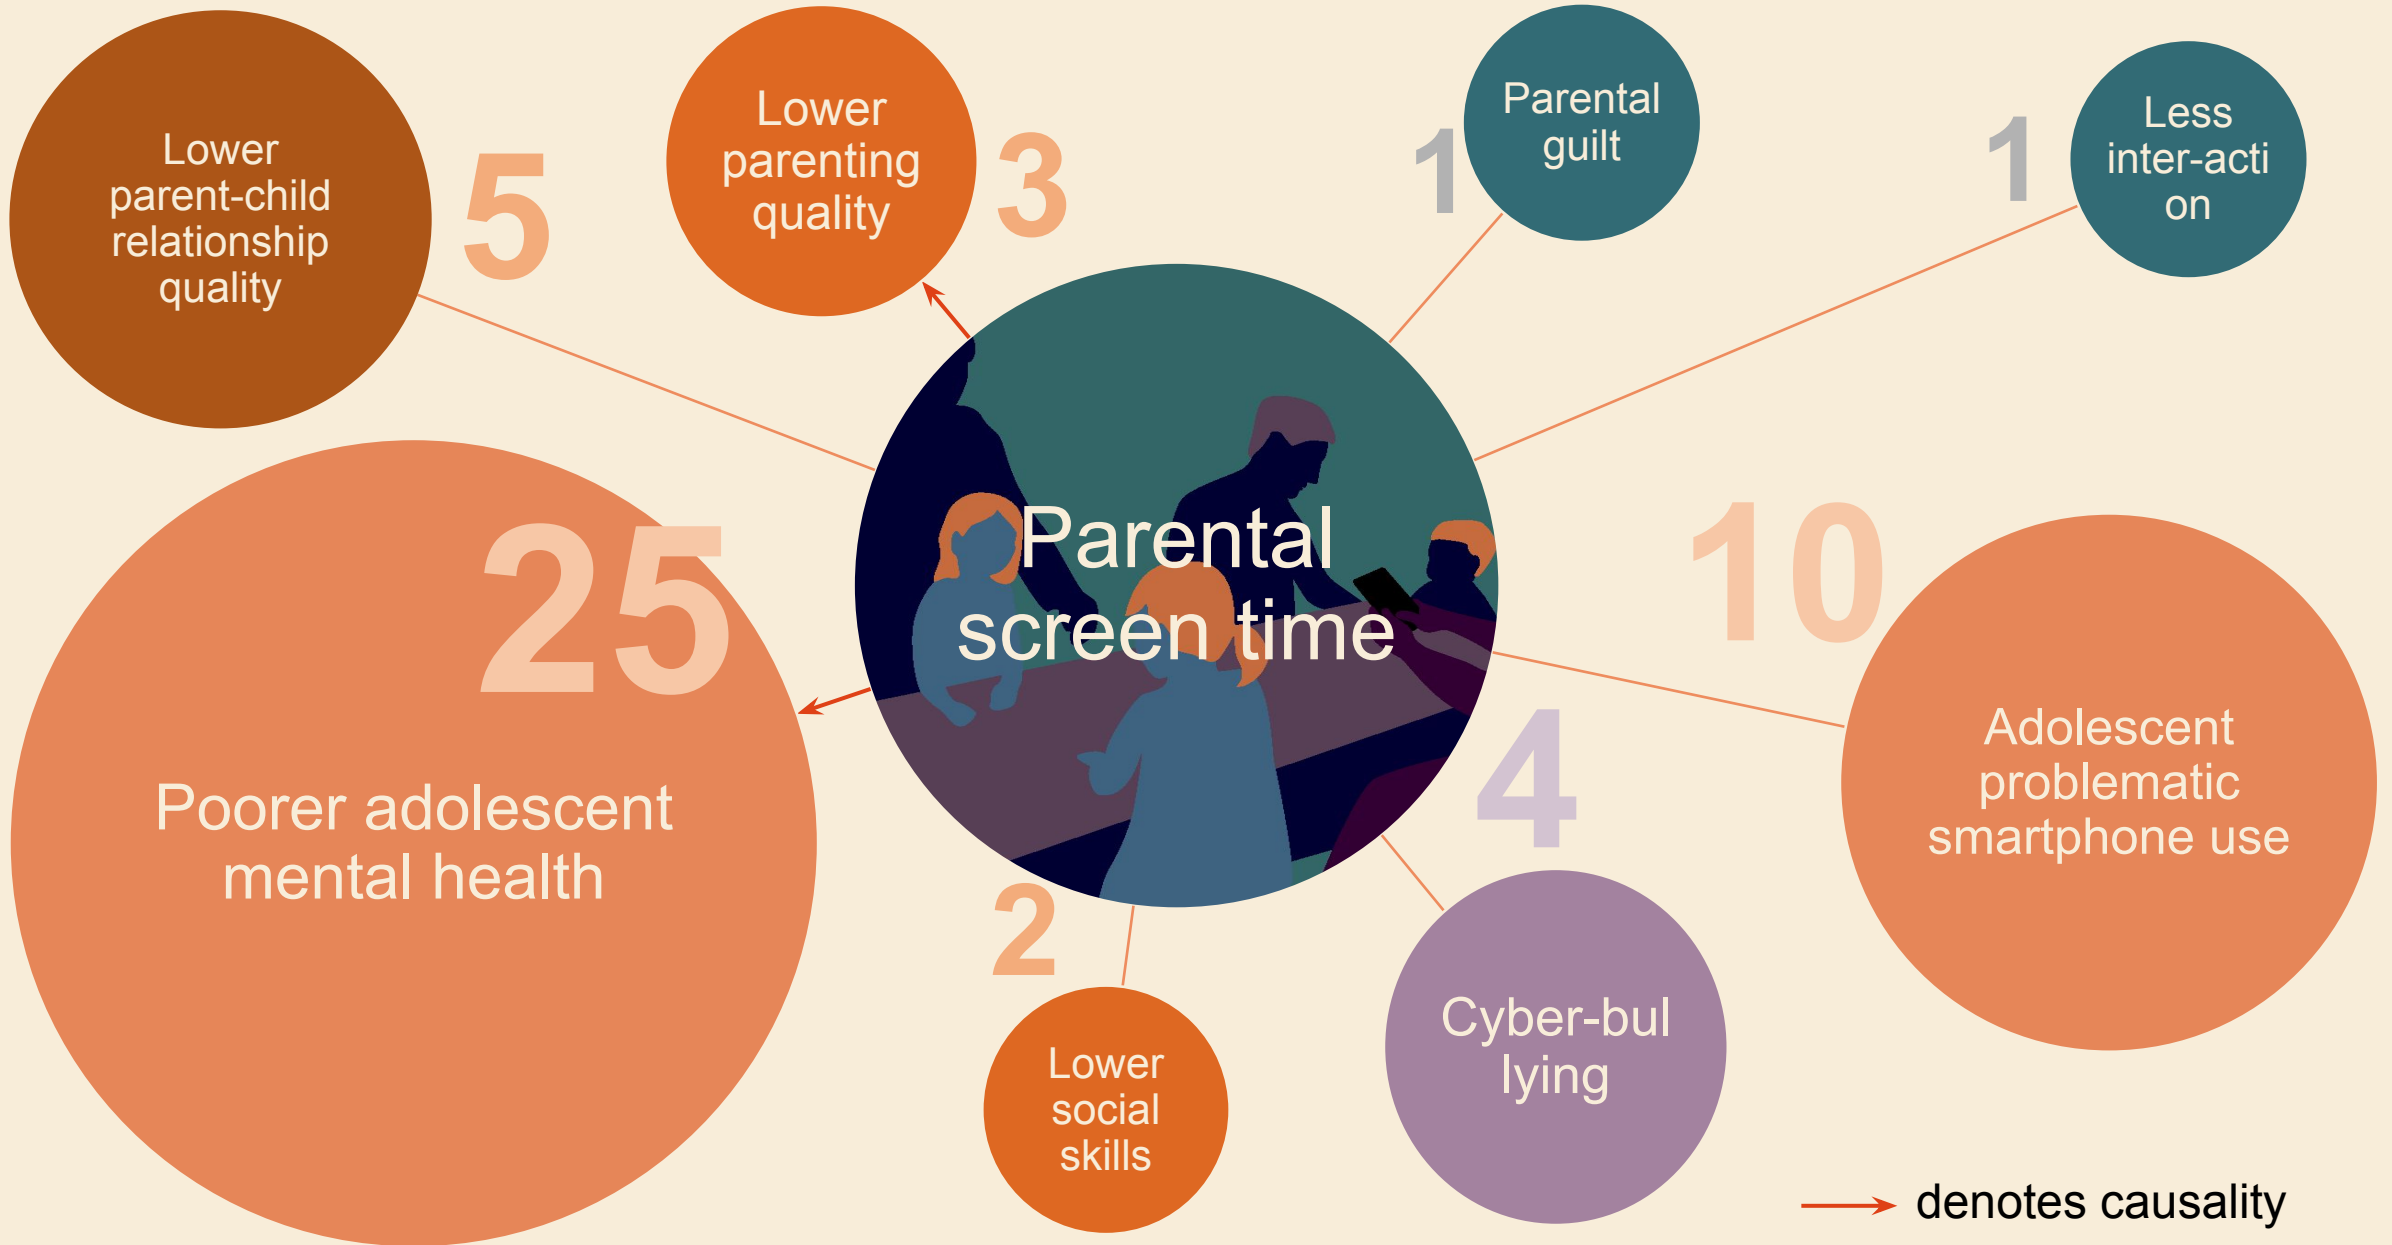 Lower
parent-child
relationship
quality
5
Lower
parenting
quality
3
1
Parental
guilt
1
Less
inter-acti
on
25
Poorer adolescent
mental health
Parental
screen time
10
Adolescent
problematic
smartphone use
2
Lower
social
skills
4
Cyber-bul
lying
denotes causality